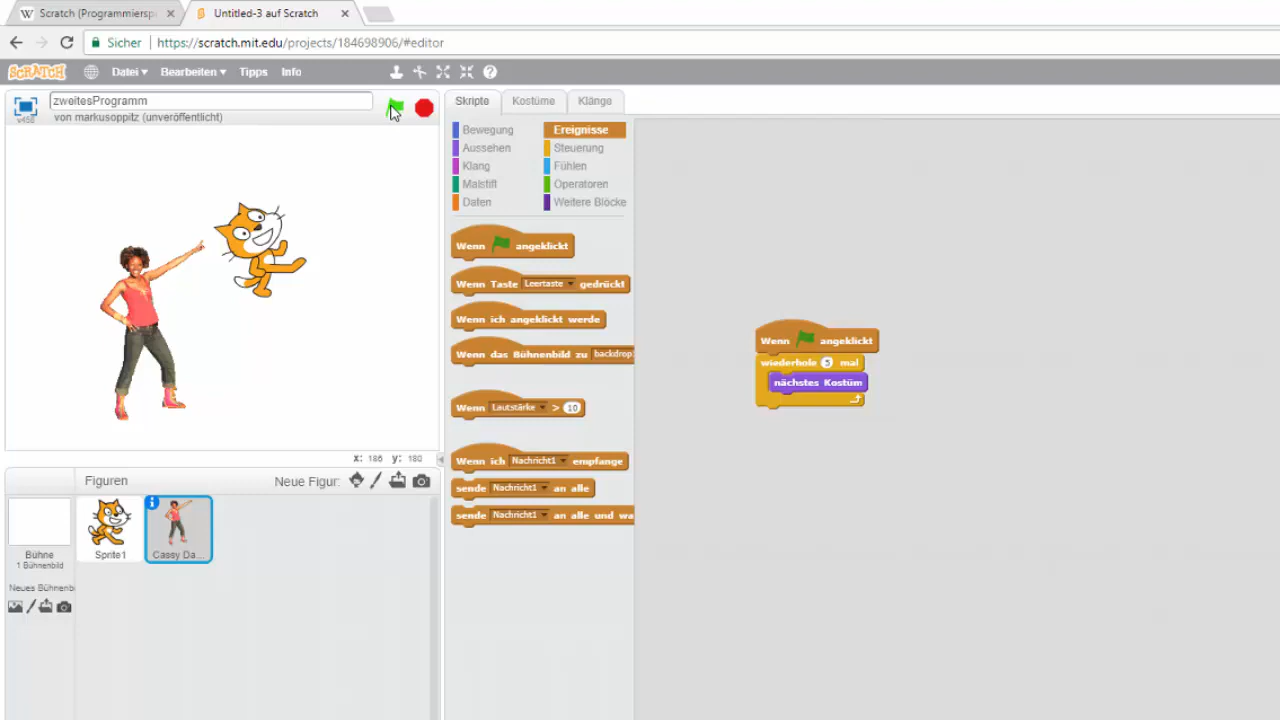 Scratch (Programmiersp
Untitled-3 auf Scratch
Sicher
https://scratch.mit.edu/projects/184698906/#editor
SCRATCH
Datei
Bearbeiten
Tipps
Info
zweitesProgramm
von markusoppitz (unveröffentlicht)
v458
Skripte
Kostüme
Klänge
Bewegung
Ereignisse
Aussehen
Steuerung
Klang
Fühlen
Malstift
Operatoren
Daten
Weitere Blöcke
Wenn angeklickt
Wenn Taste Leertaste gedrückt
Wenn ich angeklickt werde
Wenn das Bühnenbild zu backdrop
Wenn Lautstärke > 10
Wenn ich Nachricht1 empfange
sende Nachricht1 an alle
sende Nachricht1 an alle und wa
Wenn angeklickt
wiederhole 5 mal
nächstes Kostüm
x: 186 y: 180
Figuren
Neue Figur:
Bühne
1 Bühnenbild
Neues Bühnenb
Sprite1
Cassy Da...